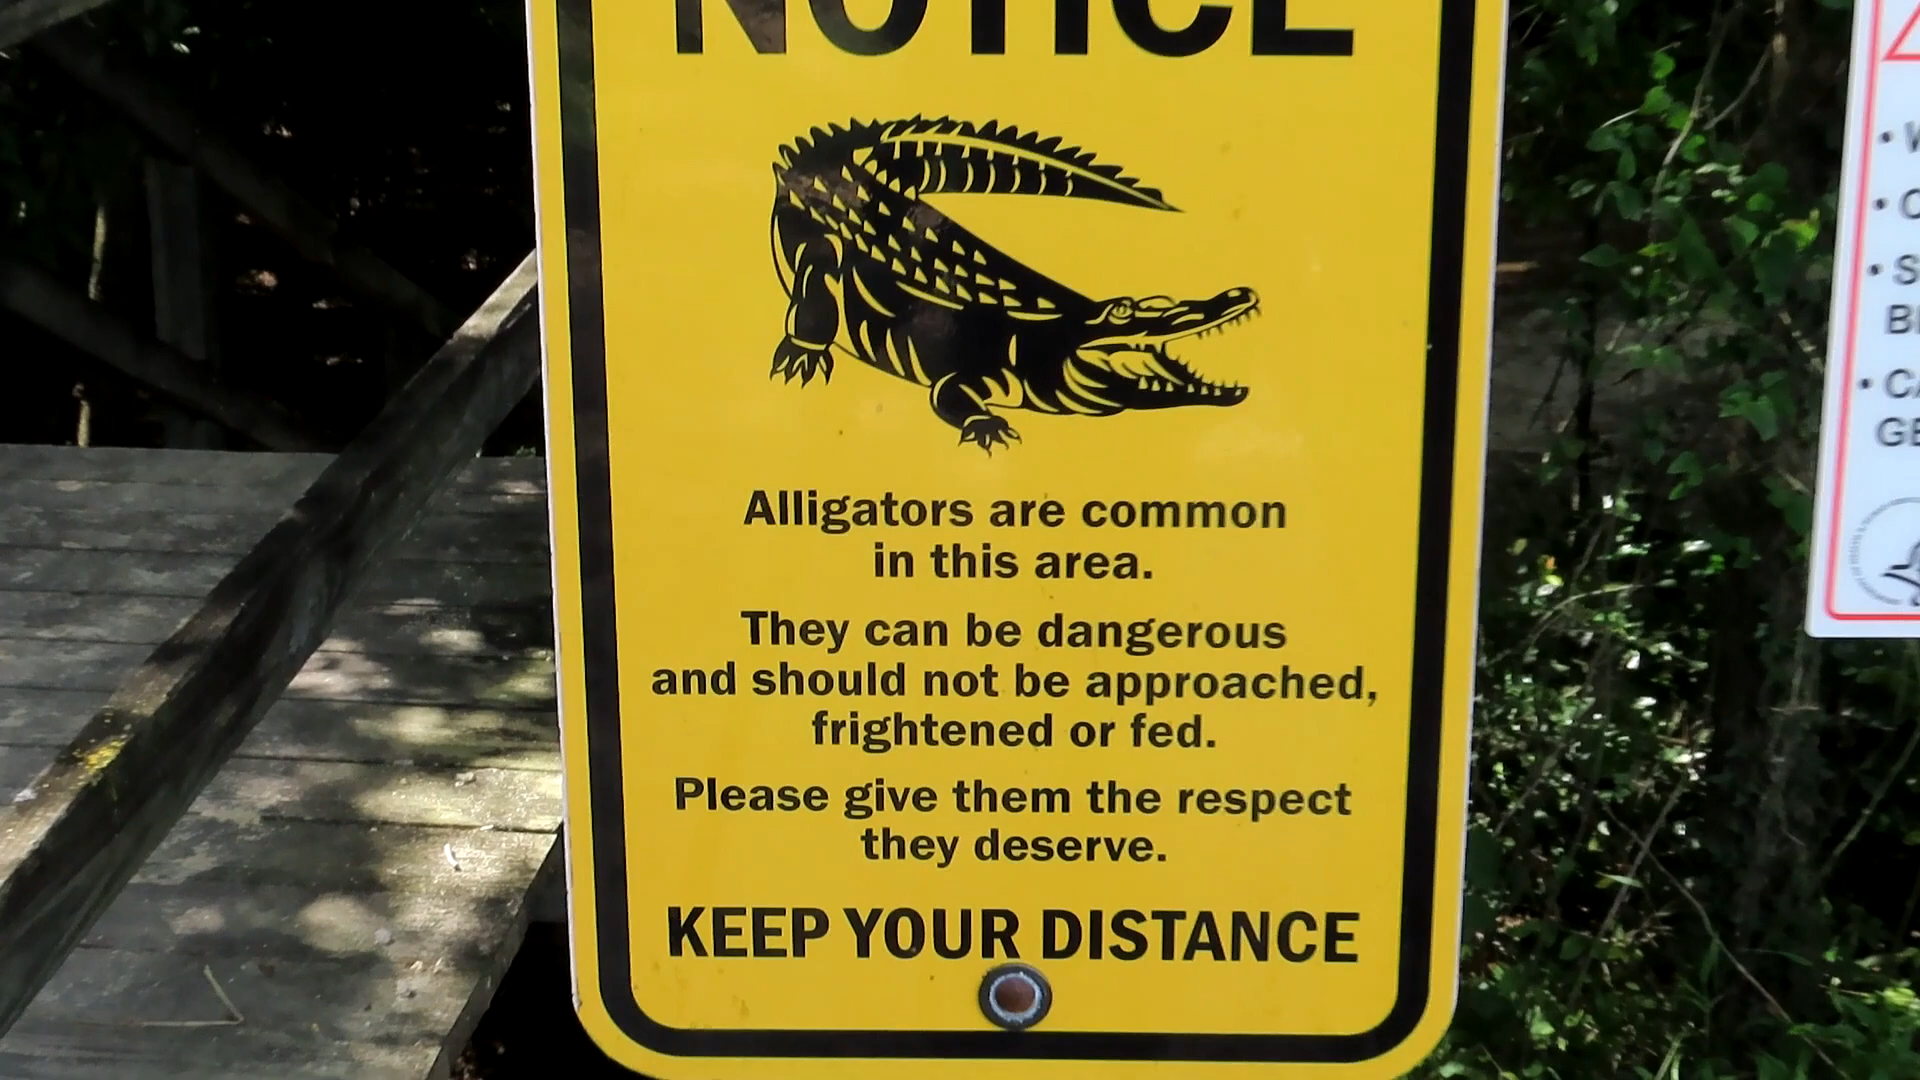 NOTICE
Alligators are common
in this area.
They can be dangerous
and should not be approached,
frightened or fed.
Please give them the respect
they deserve.
KEEP YOUR DISTANCE